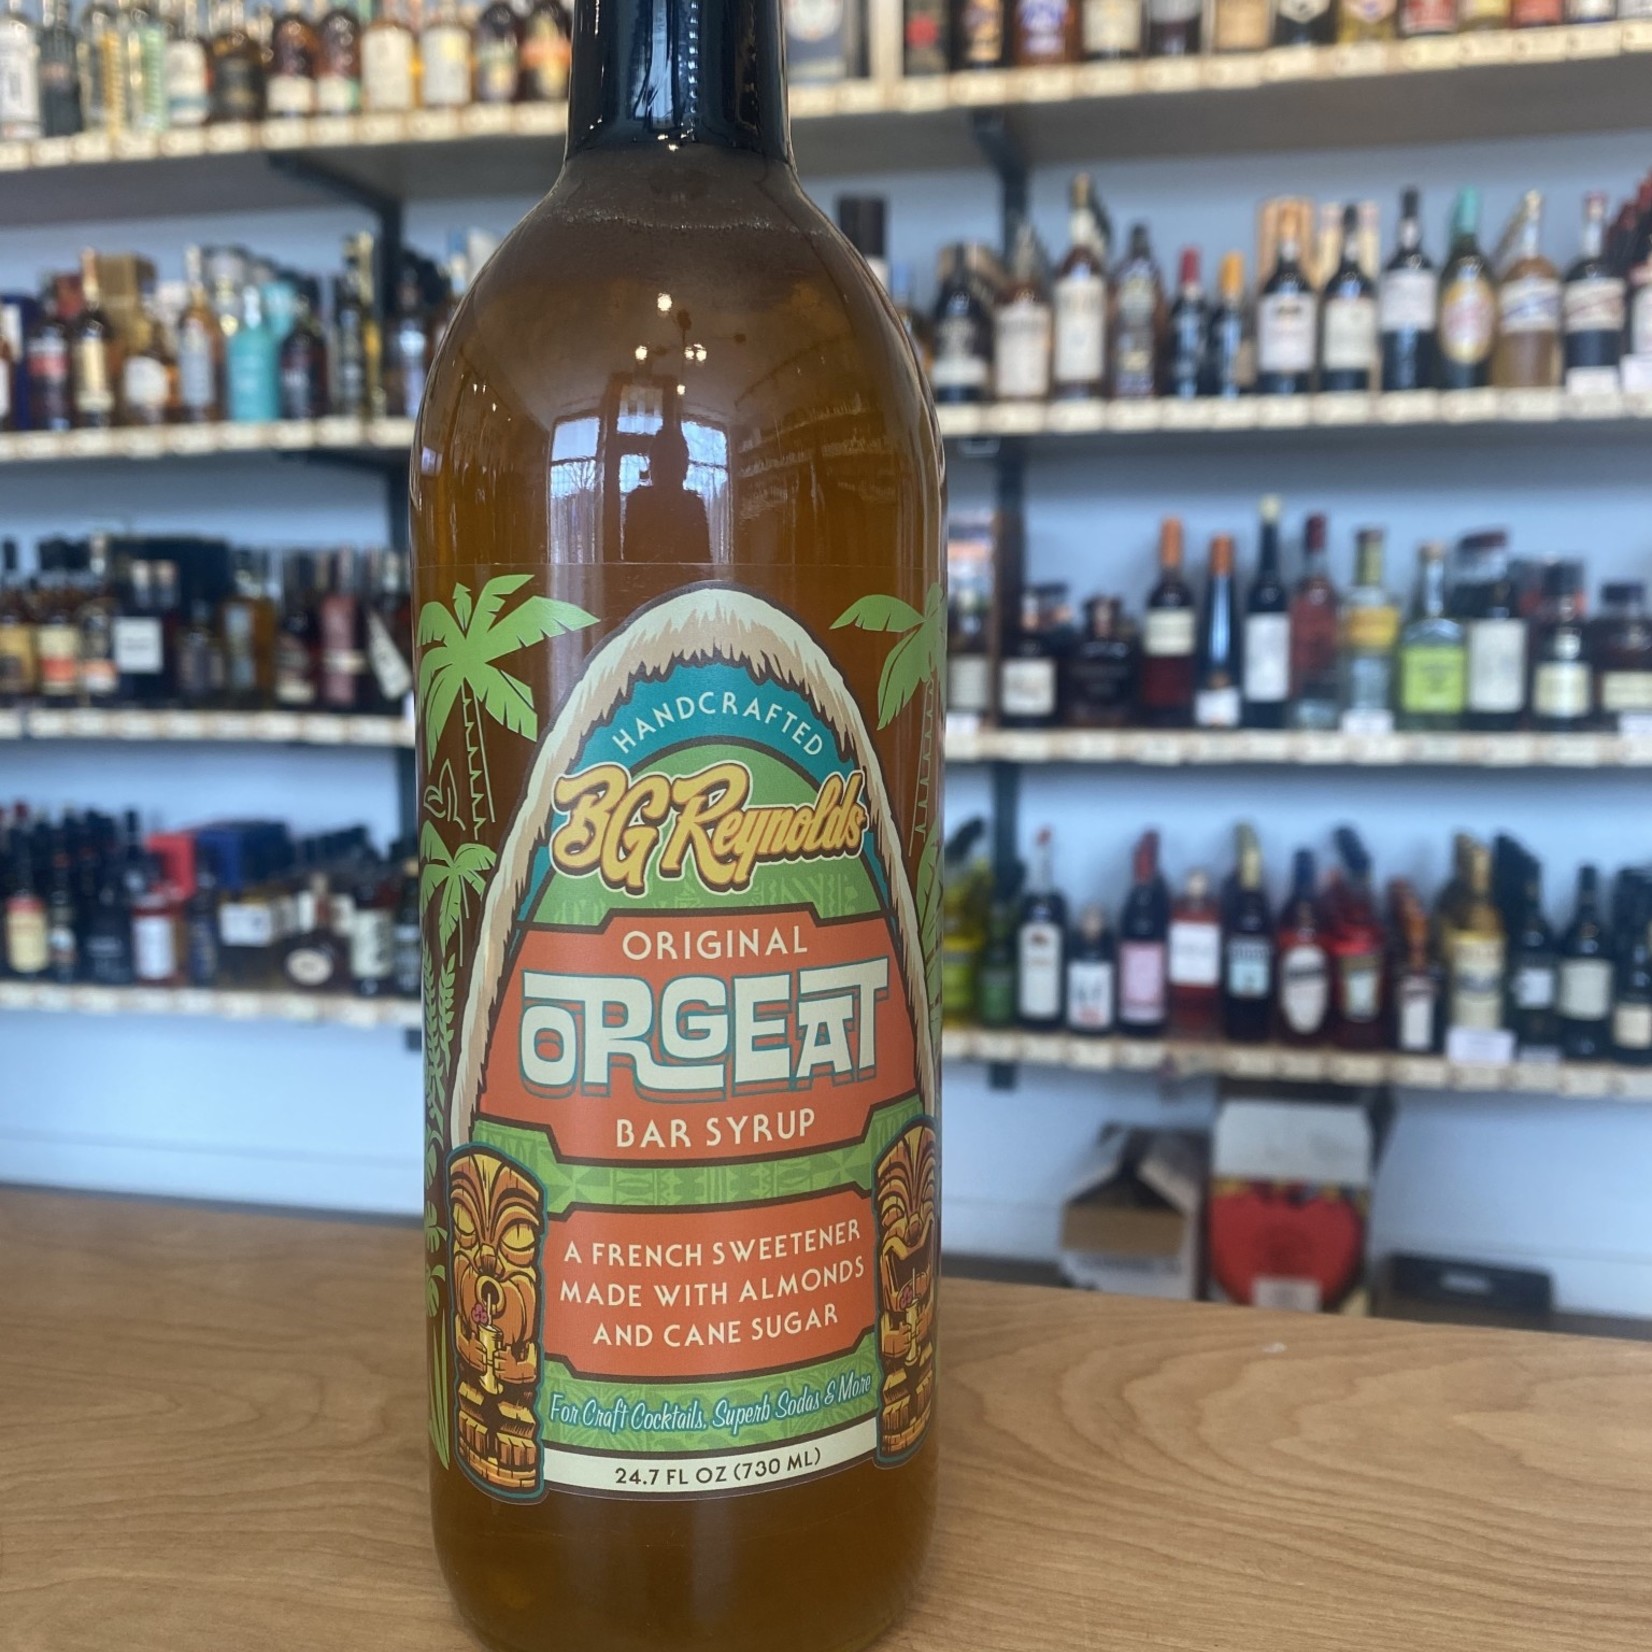 HANDCRAFTED
BG Reynolds
ORIGINAL
ORGEAT
BAR SYRUP
A FRENCH SWEETENER
MADE WITH ALMONDS
AND CANE SUGAR
For Craft Cocktails, Superb Sodas & More
24.7 FL OZ (730 ML)